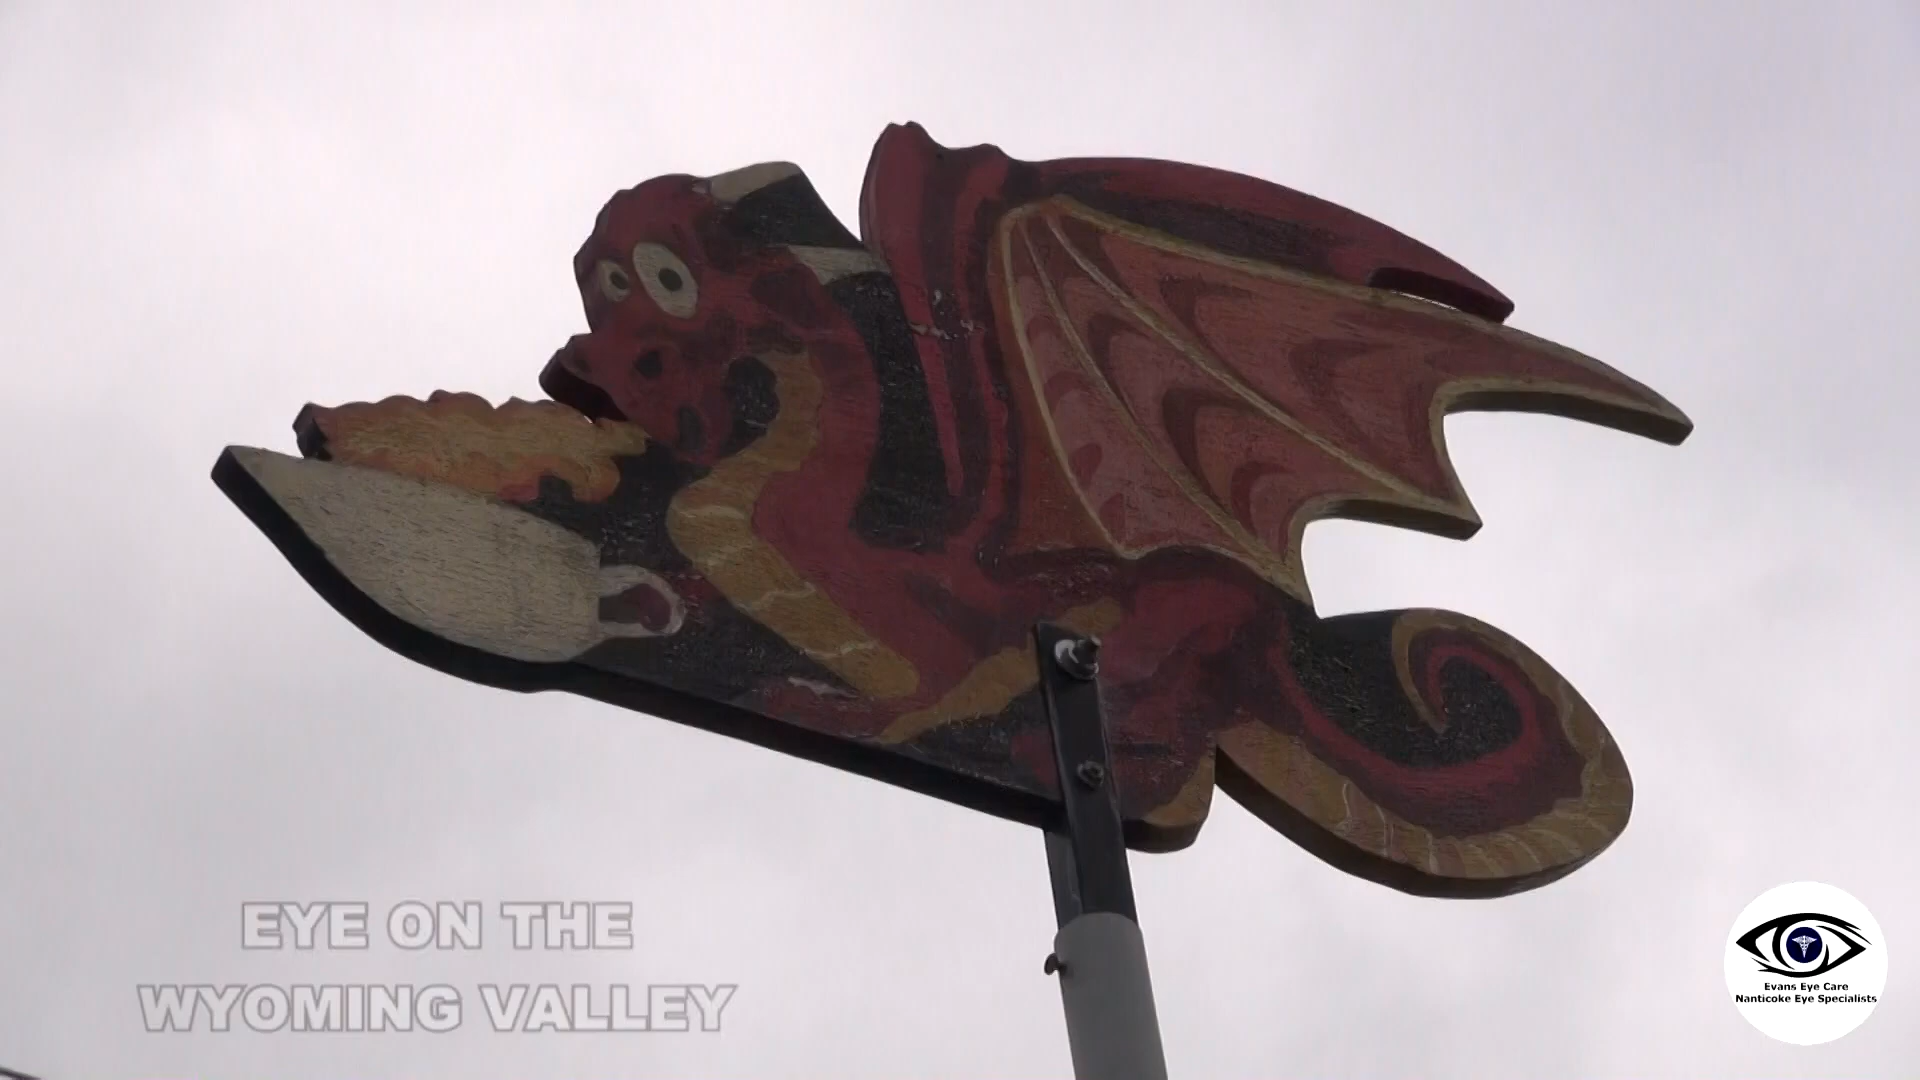 EYE ON THE
WYOMING VALLEY
Evans Eye Care
Nanticoke Eye Specialists